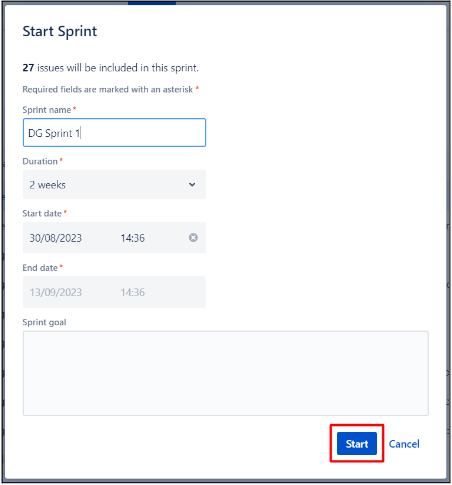 Start Sprint
27 issues will be included in this sprint.
Required fields are marked with an asterisk *
Sprint name *
DG Sprint 1
Duration *
2 weeks
Start date *
30/08/2023 14:36
End date *
13/09/2023 14:36
Sprint goal
Start Cancel